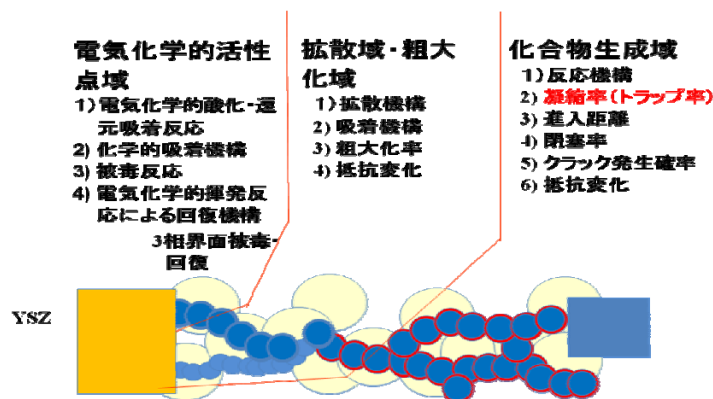 電気化学的活性
点域
1) 電気化学的酸化・還
元吸着反応
2) 化学的吸着機構
3) 被毒反応
4) 電気化学的揮発反
応による回復機構
3相界面被毒・
回復
拡散域・粗大
化域
1) 拡散機構
2) 吸着機構
3) 粗大化率
4) 抵抗変化
化合物生成域
1) 反応機構
2) 凝縮率(トラップ率)
3) 進入距離
4) 閉塞率
5) クラック発生確率
6) 抵抗変化
YSZ